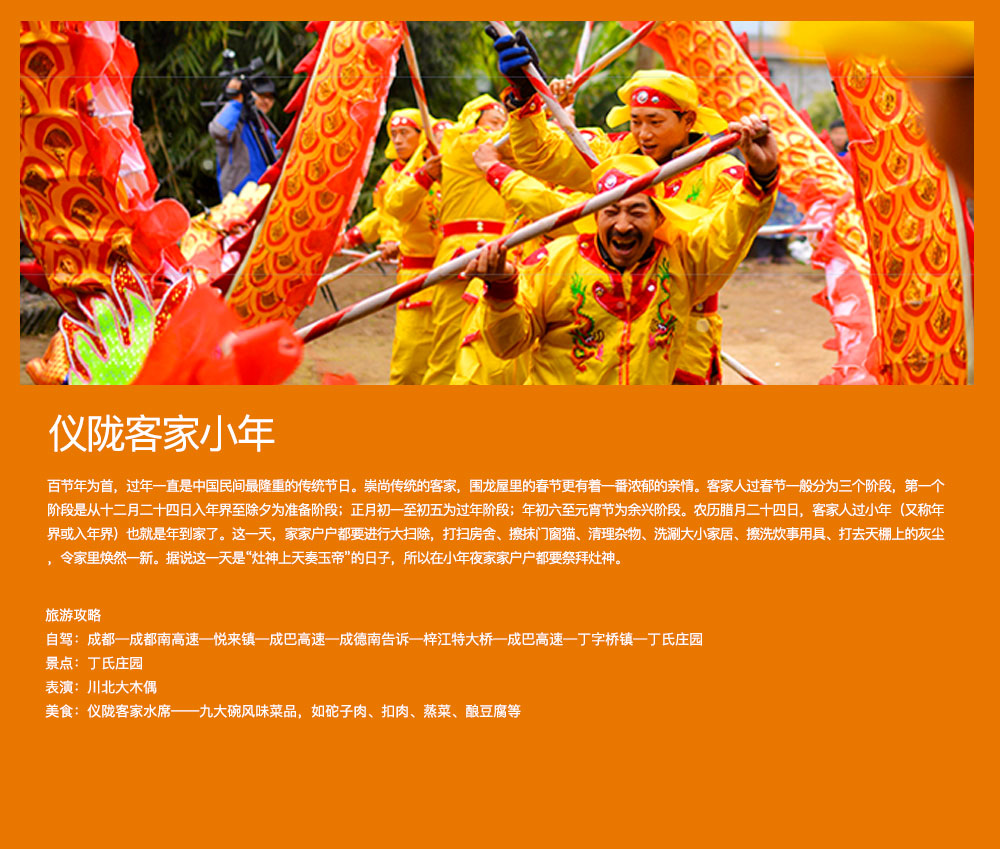 仪陇客家小年
百节年为首，过年一直是中国民间最隆重的传统节日。崇尚传统的客家，围龙屋里的春节更有着一番浓郁的亲情。客家人过春节一般分为三个阶段，第一个
阶段是从十二月二十四日入年界至除夕为准备阶段；正月初一至初五为过年阶段；年初六至元宵节为余兴阶段。农历腊月二十四日，客家人过小年（又称年
界或入年界）也就是年到家了。这一天，家家户户都要进行大扫除，打扫房舍、擦抹门窗猫、清理杂物、洗涮大小家居、擦洗炊事用具、打去天棚上的灰尘
，令家里焕然一新。据说这一天是“灶神上天奏玉帝”的日子，所以在小年夜家家户户都要祭拜灶神。
旅游攻略
自驾：成都—成都南高速—悦来镇—成巴高速—成德南告诉—梓江特大桥—成巴高速—丁字桥镇—丁氏庄园
景点：丁氏庄园
表演：川北大木偶
美食：仪陇客家水席——九大碗风味菜品，如砣子肉、扣肉、蒸菜、酿豆腐等